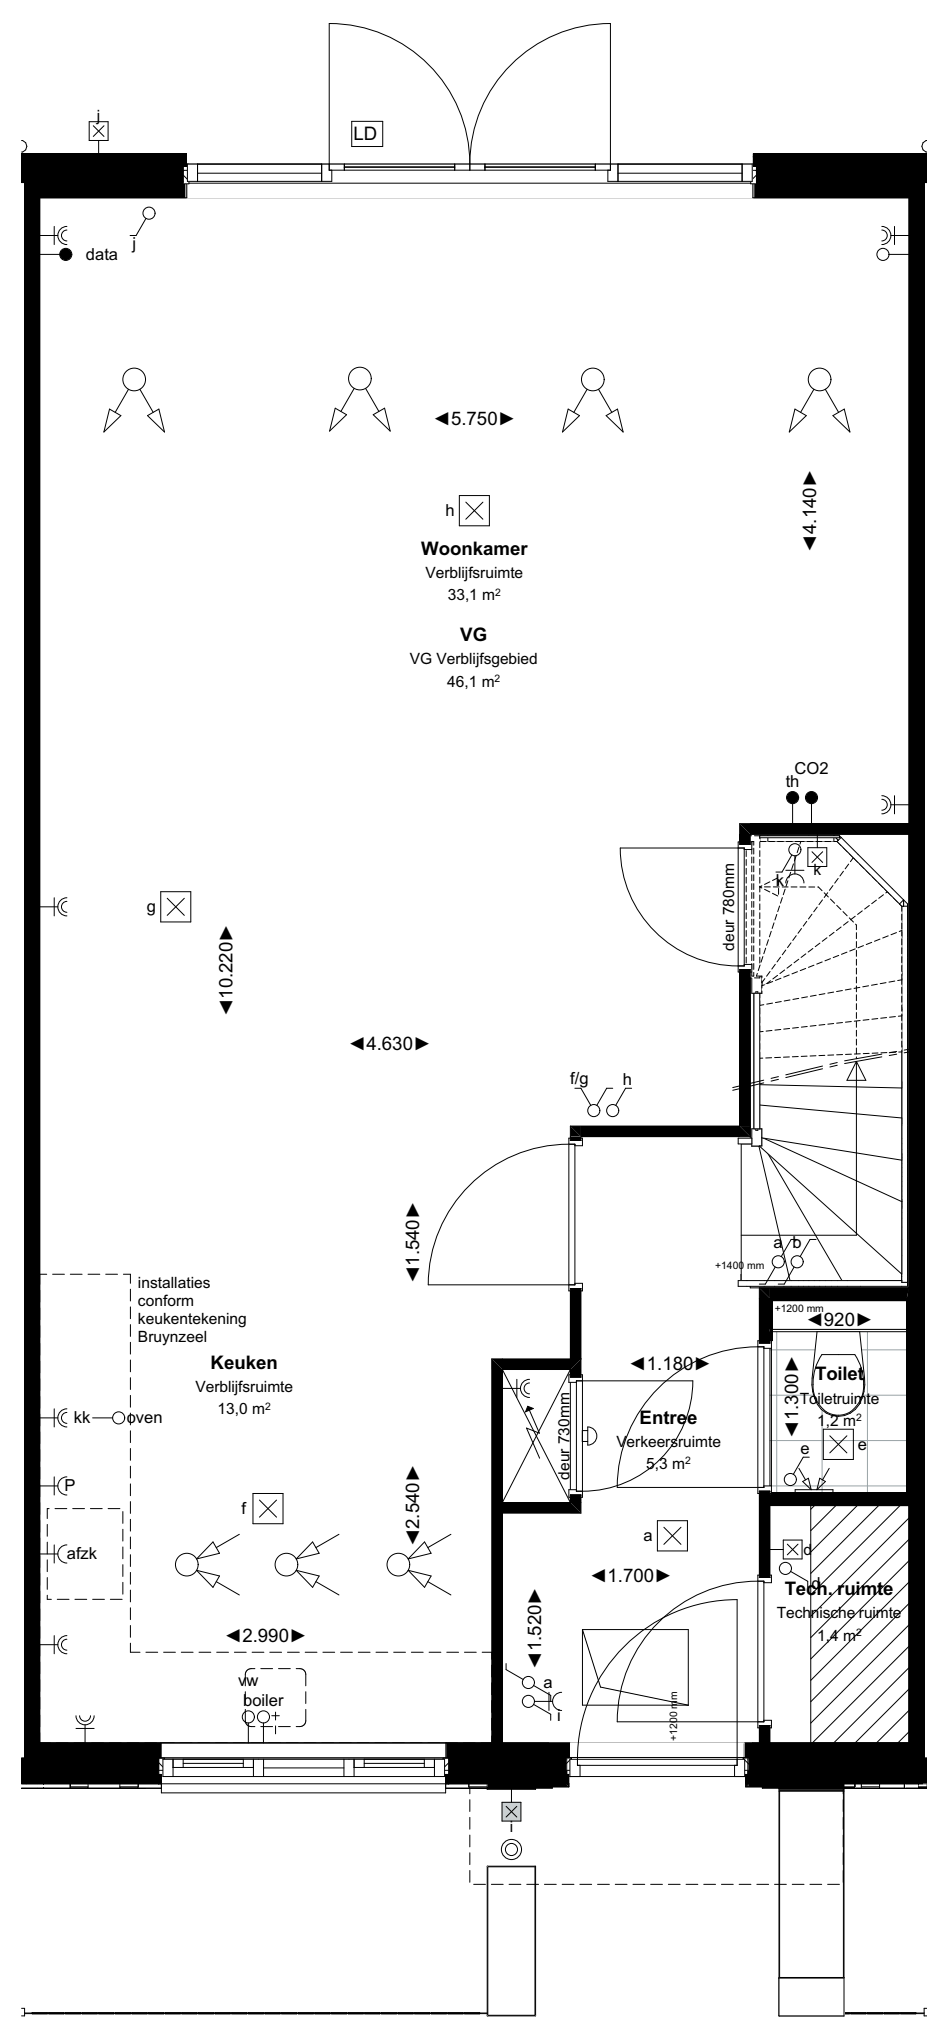 j
LD
j
data
5.750
4.140
h
Woonkamer
Verblijfsruimte
33,1 m²
VG
VG Verblijfsgebied
46,1 m²
CO2
th
k
k
deur 780mm
g
10.220
4.630
f/g
h
1.540
a
b
+1400 mm
installaties
conform
keukentekening
Bruynzeel
+1200 mm
920
Keuken
Verblijfsruimte
13,0 m²
1.180
1.300
Toilet
Toiletruimte
1,2 m²
kk
oven
deur 730mm
Entree
Verkeersruimte
5,3 m²
e
e
P
f
2.540
a
afzk
d
d
1.700
Tech. ruimte
Technische ruimte
1,4 m²
2.990
1.520
vw
boiler
a
i
+1200 mm
i